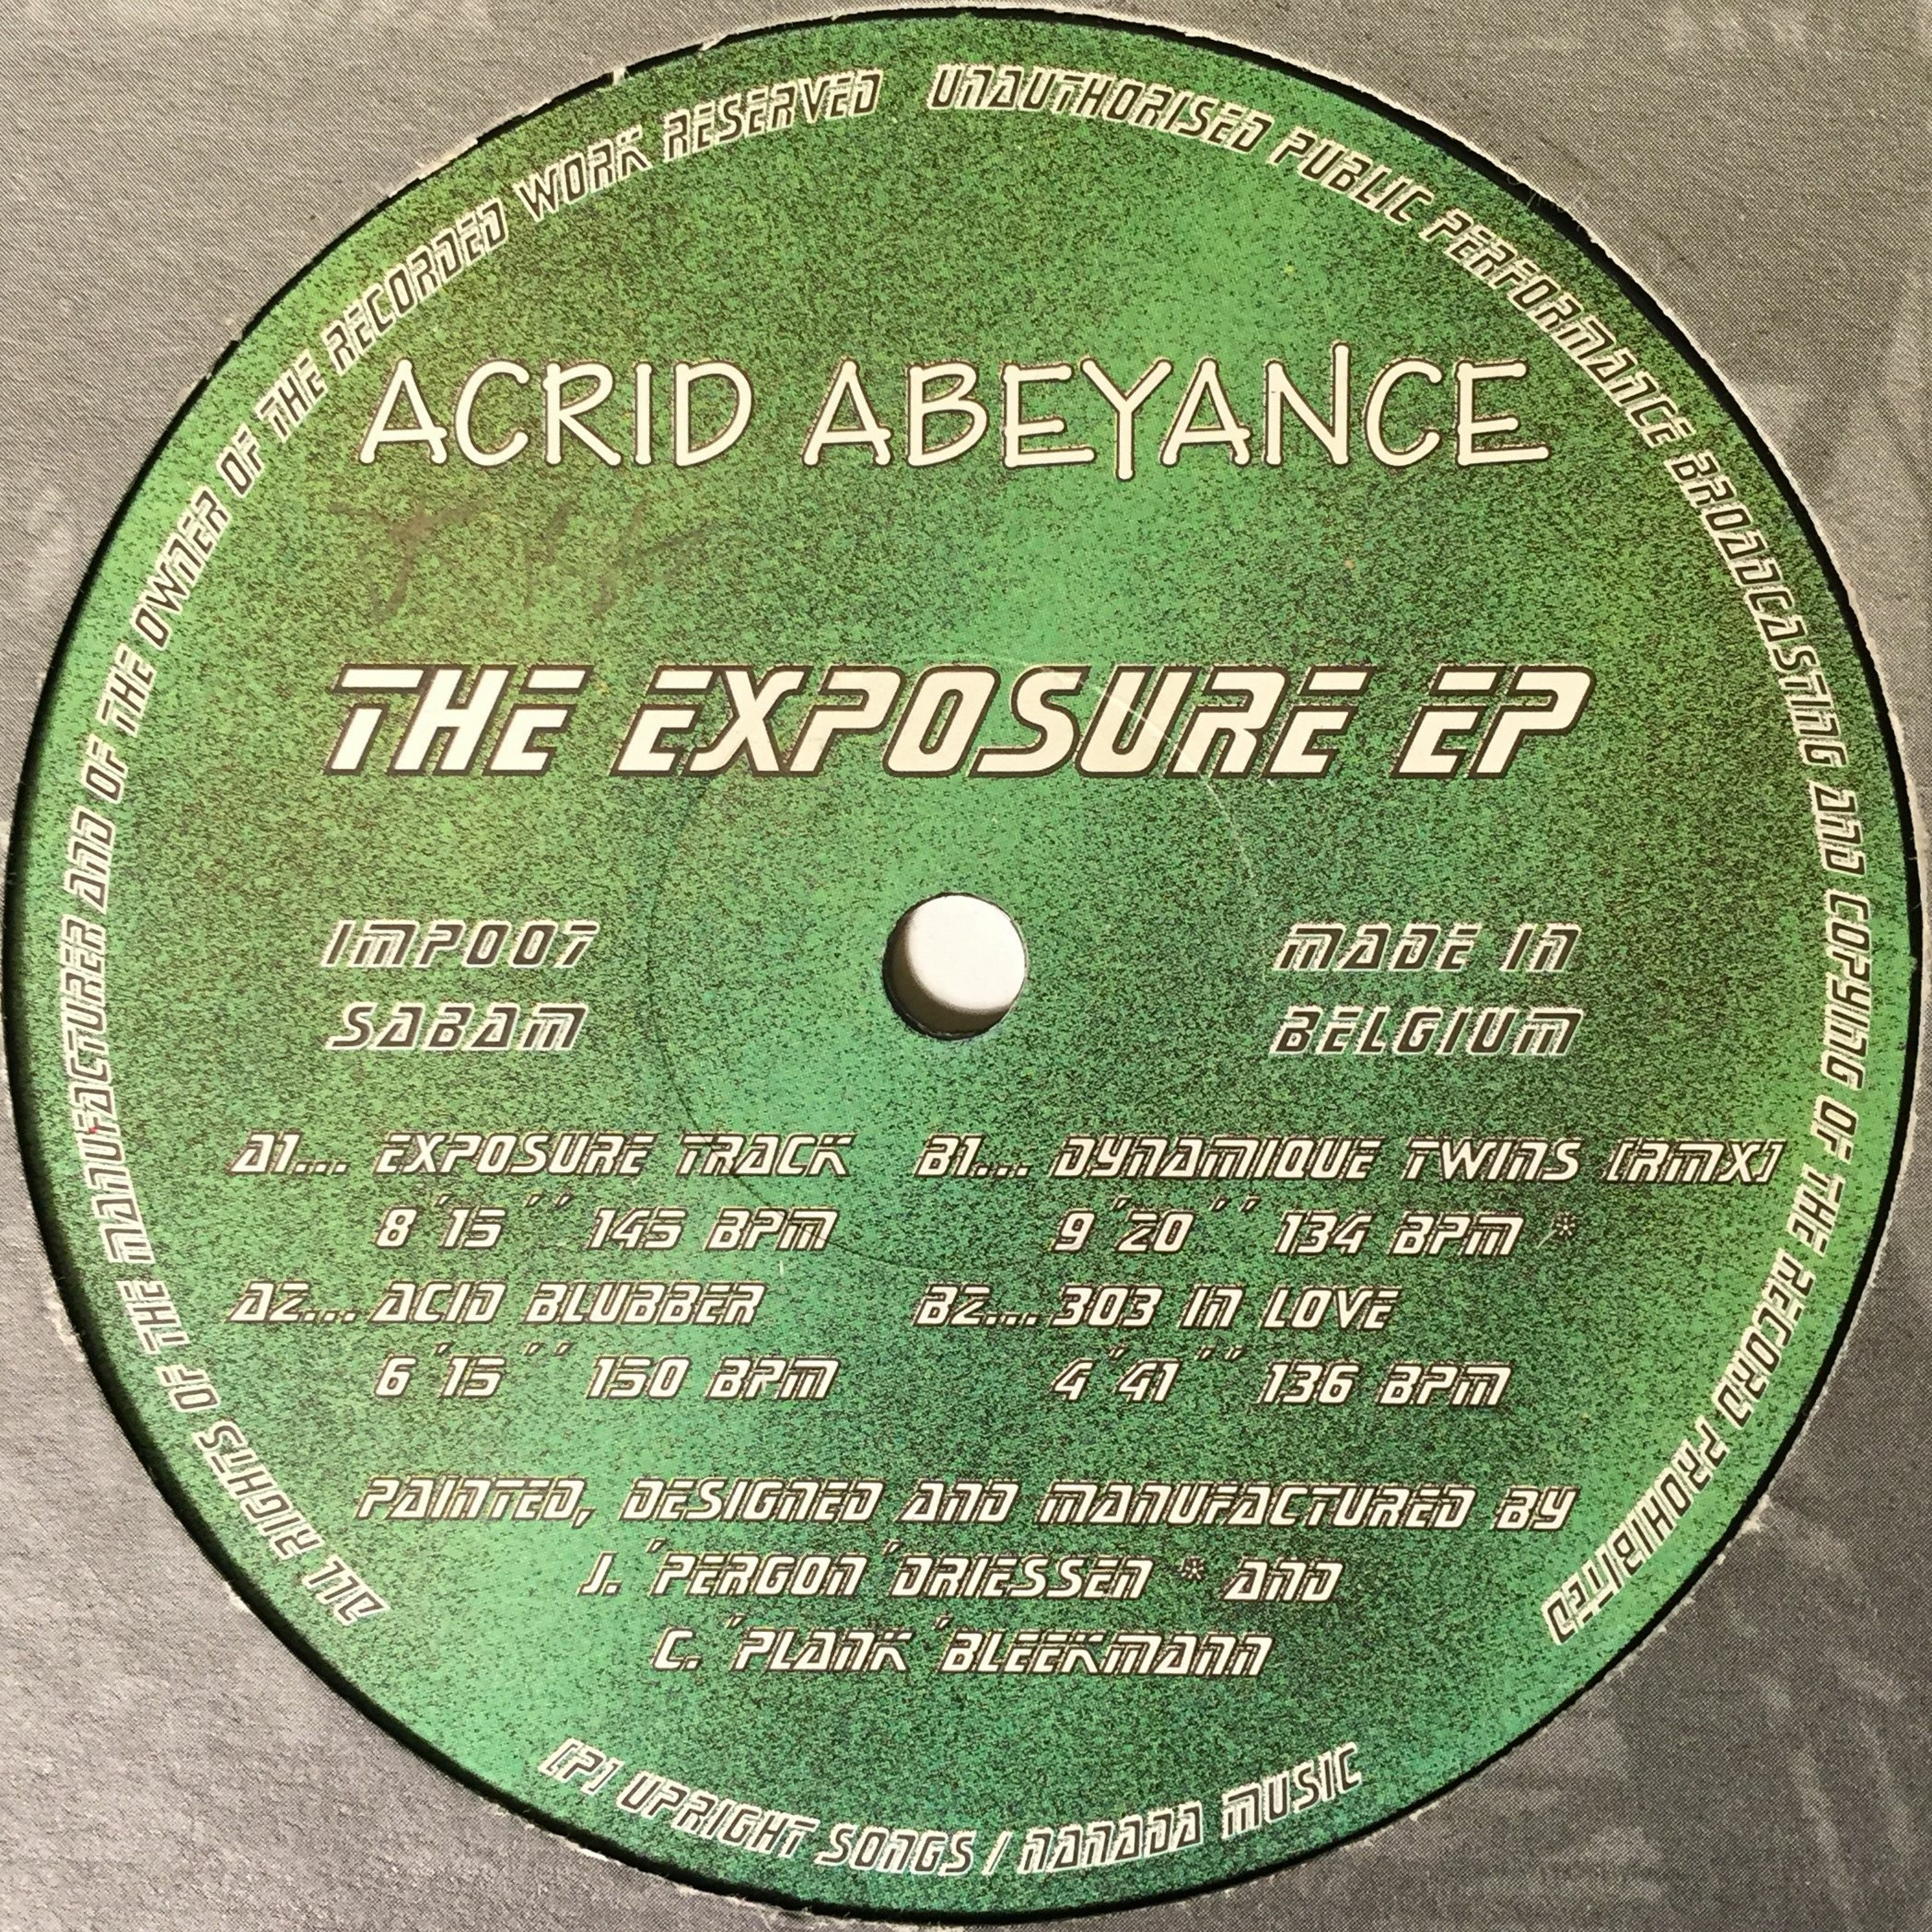 ALL RIGHTS OF THE MANUFACTURER AND OF THE OWNER OF THE RECORDED WORK RESERVED UNAUTHORISED PUBLIC PERFORMANCE BROADCASTING AND COPYING OF THE RECORD PROHIBITED
ACRID ABEYANCE
THE EXPOSURE EP
IMP007
SABAM
MADE IN
BELGIUM
A1... EXPOSURE TRACK
8'15'' 145 BPM
A2... ACID BLUBBER
6'15'' 150 BPM
B1... DYNAMIQUE TWINS [RMX]
9'20'' 134 BPM *
B2... 303 IN LOVE
4'41'' 136 BPM
PAINTED, DESIGNED AND MANUFACTURED BY
J. 'PERGON 'DRIESSEN * AND
C. 'PLANK 'BLEEKMANN
[P] UPRIGHT SONGS / NANADA MUSIC